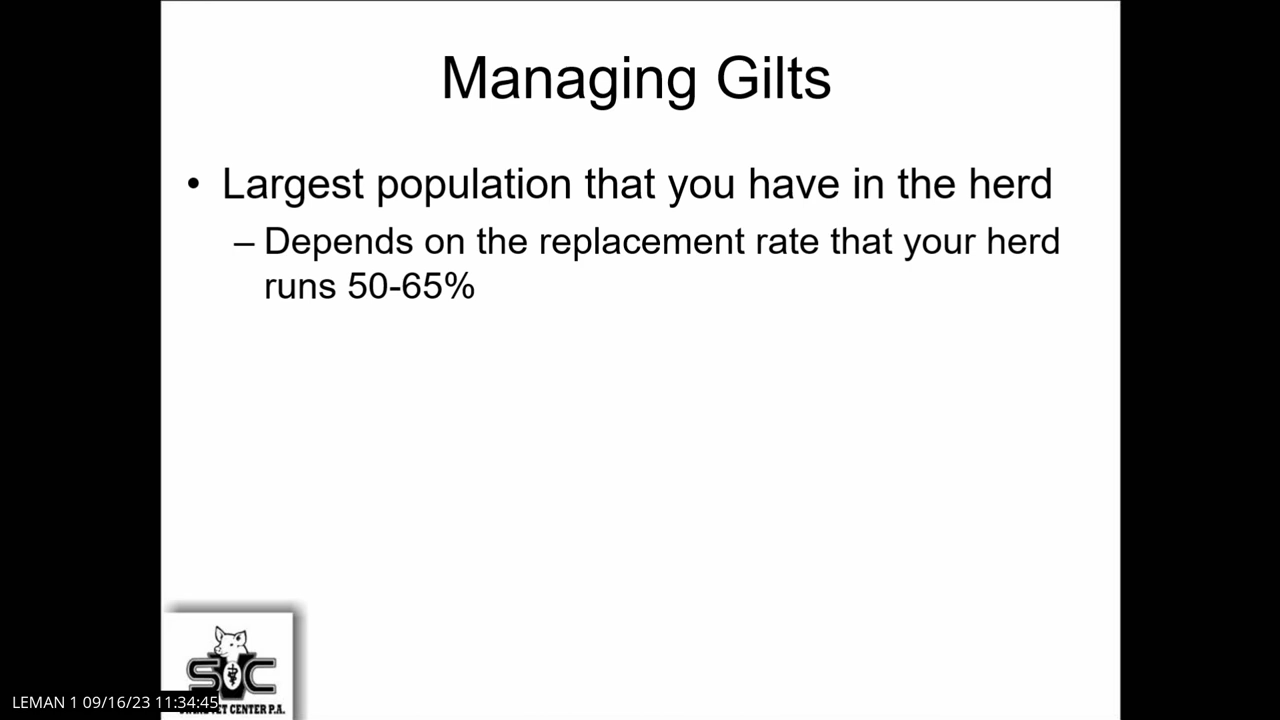 Managing Gilts
• Largest population that you have in the herd
– Depends on the replacement rate that your herd
runs 50-65%
SVC
CENTER P.A.
LEMAN 1 09/16/23 11:34:45